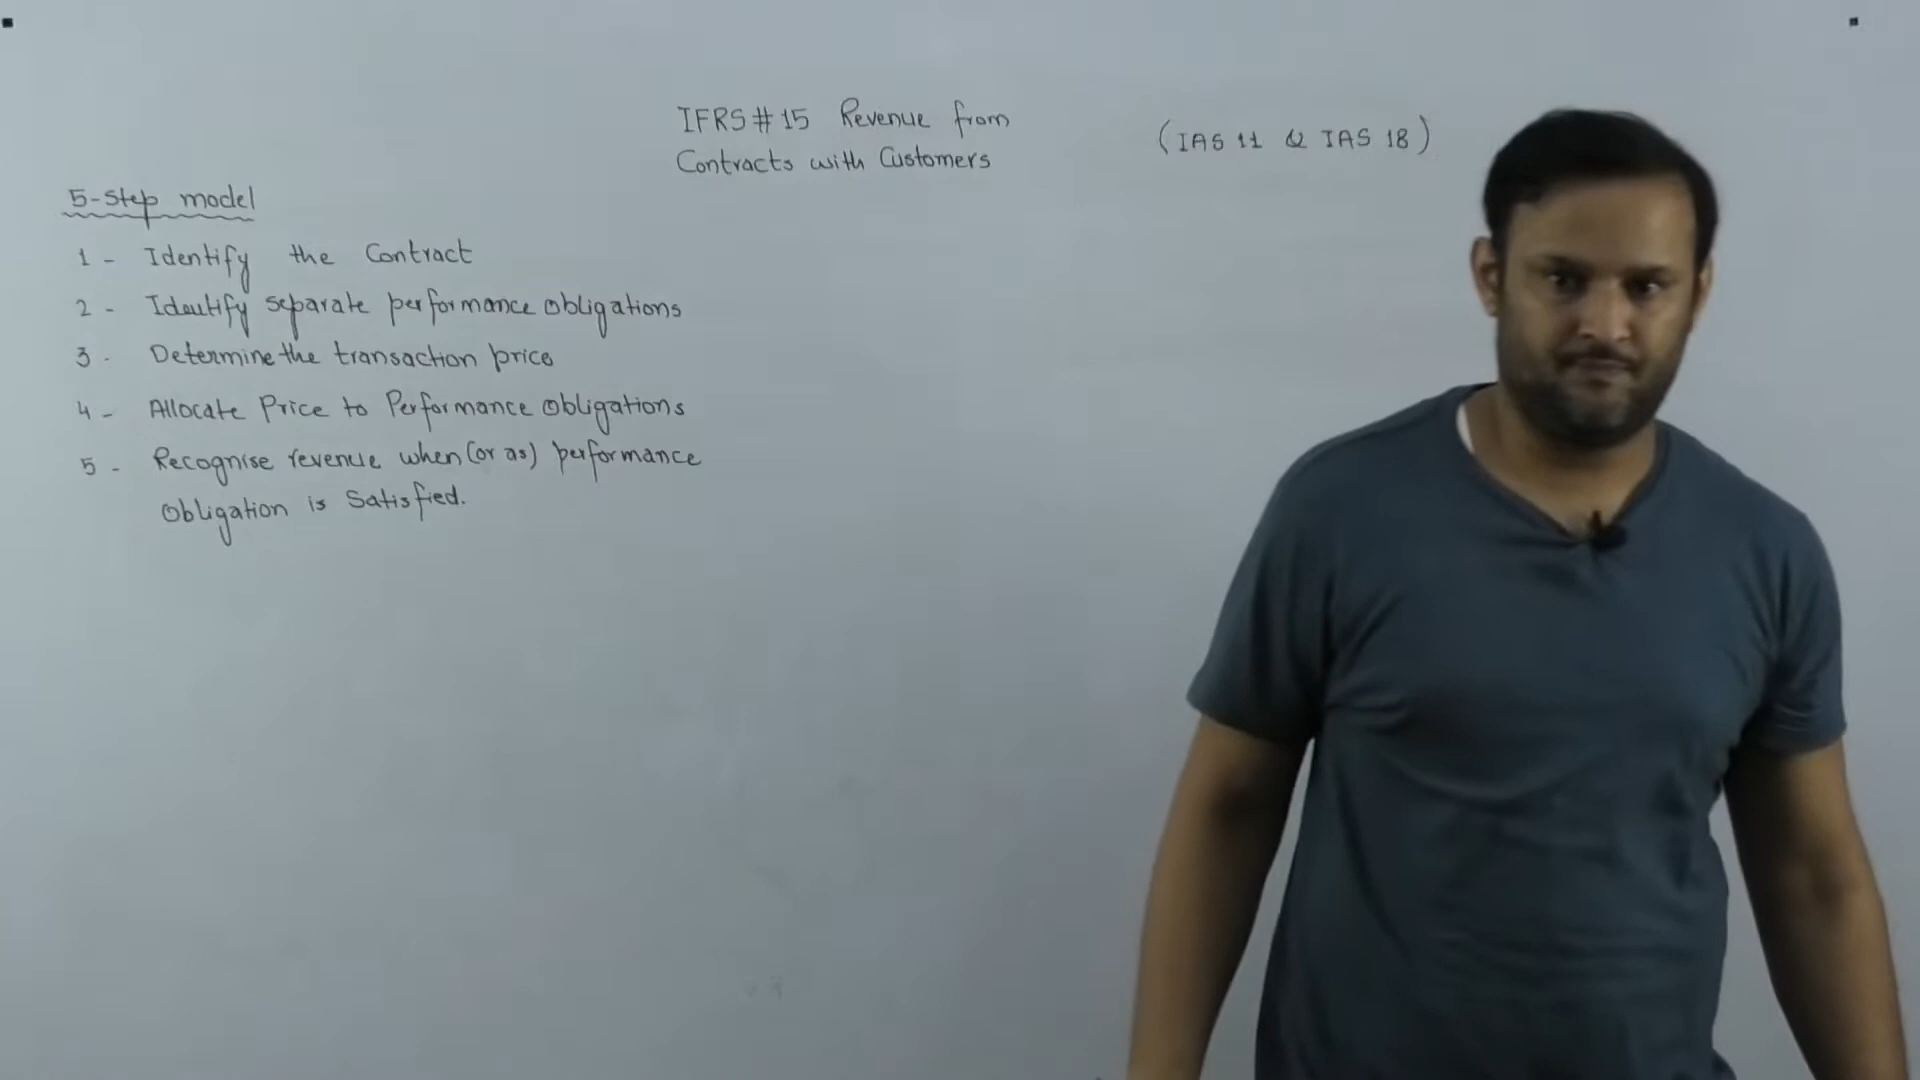 IFRS#15 Revenue from
Contracts with Customers
(IAS 11 & IAS 18)
5-Step model
1 - Identify the Contract
2 - Identify separate performance obligations
3 - Determine the transaction price
4 - Allocate Price to Performance Obligations
5 - Recognise revenue when (or as) performance
Obligation is Satisfied.